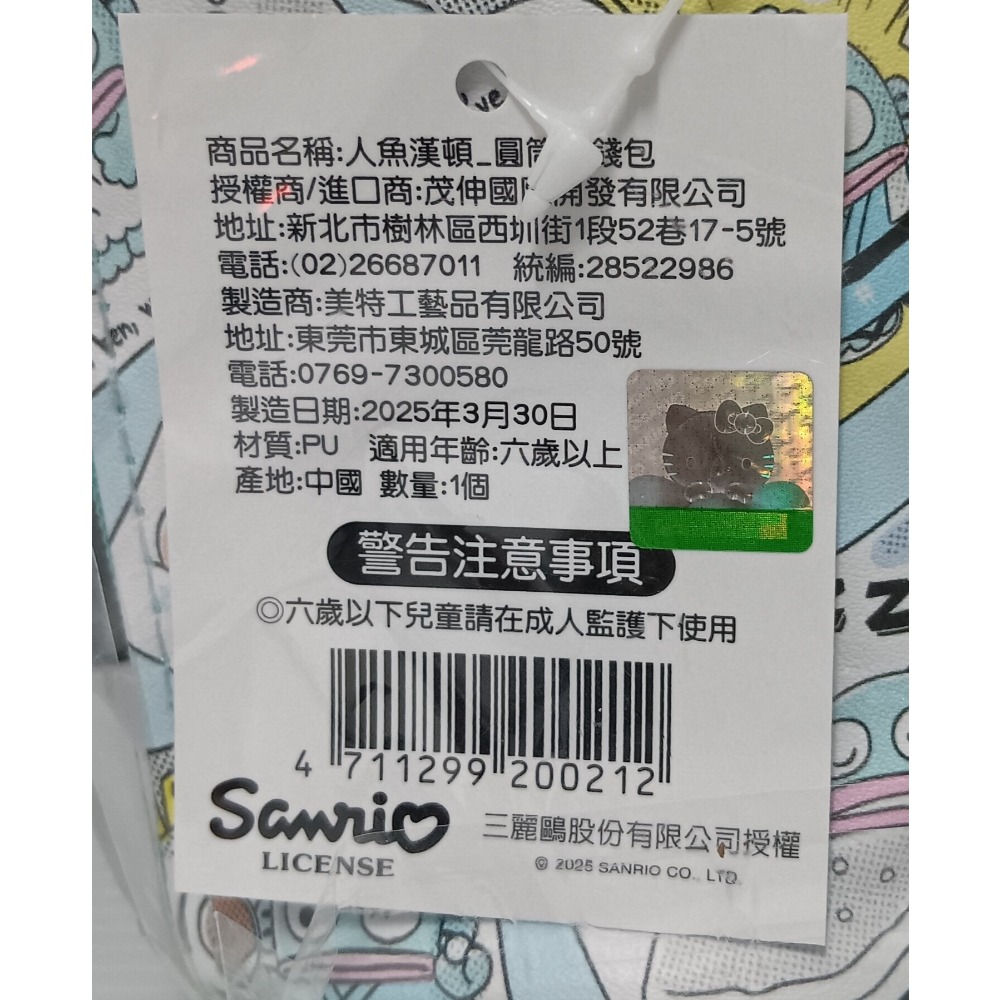 商品名稱:人魚漢頓_圓筒 錢包
授權商/進口商:茂伸國際開發有限公司
地址:新北市樹林區西圳街1段52巷17-5號
電話:(02)26687011 統編:28522986
製造商:美特工藝品有限公司
地址:東莞市東城區莞龍路50號
電話:0769-7300580
製造日期:2025年3月30日
材質:PU 適用年齡:六歲以上
產地:中國 數量:1個
警告注意事項
◎六歲以下兒童請在成人監護下使用
4 711299 200212
Sanrio
LICENSE
三麗鷗股份有限公司授權
© 2025 SANRIO CO., LTD.